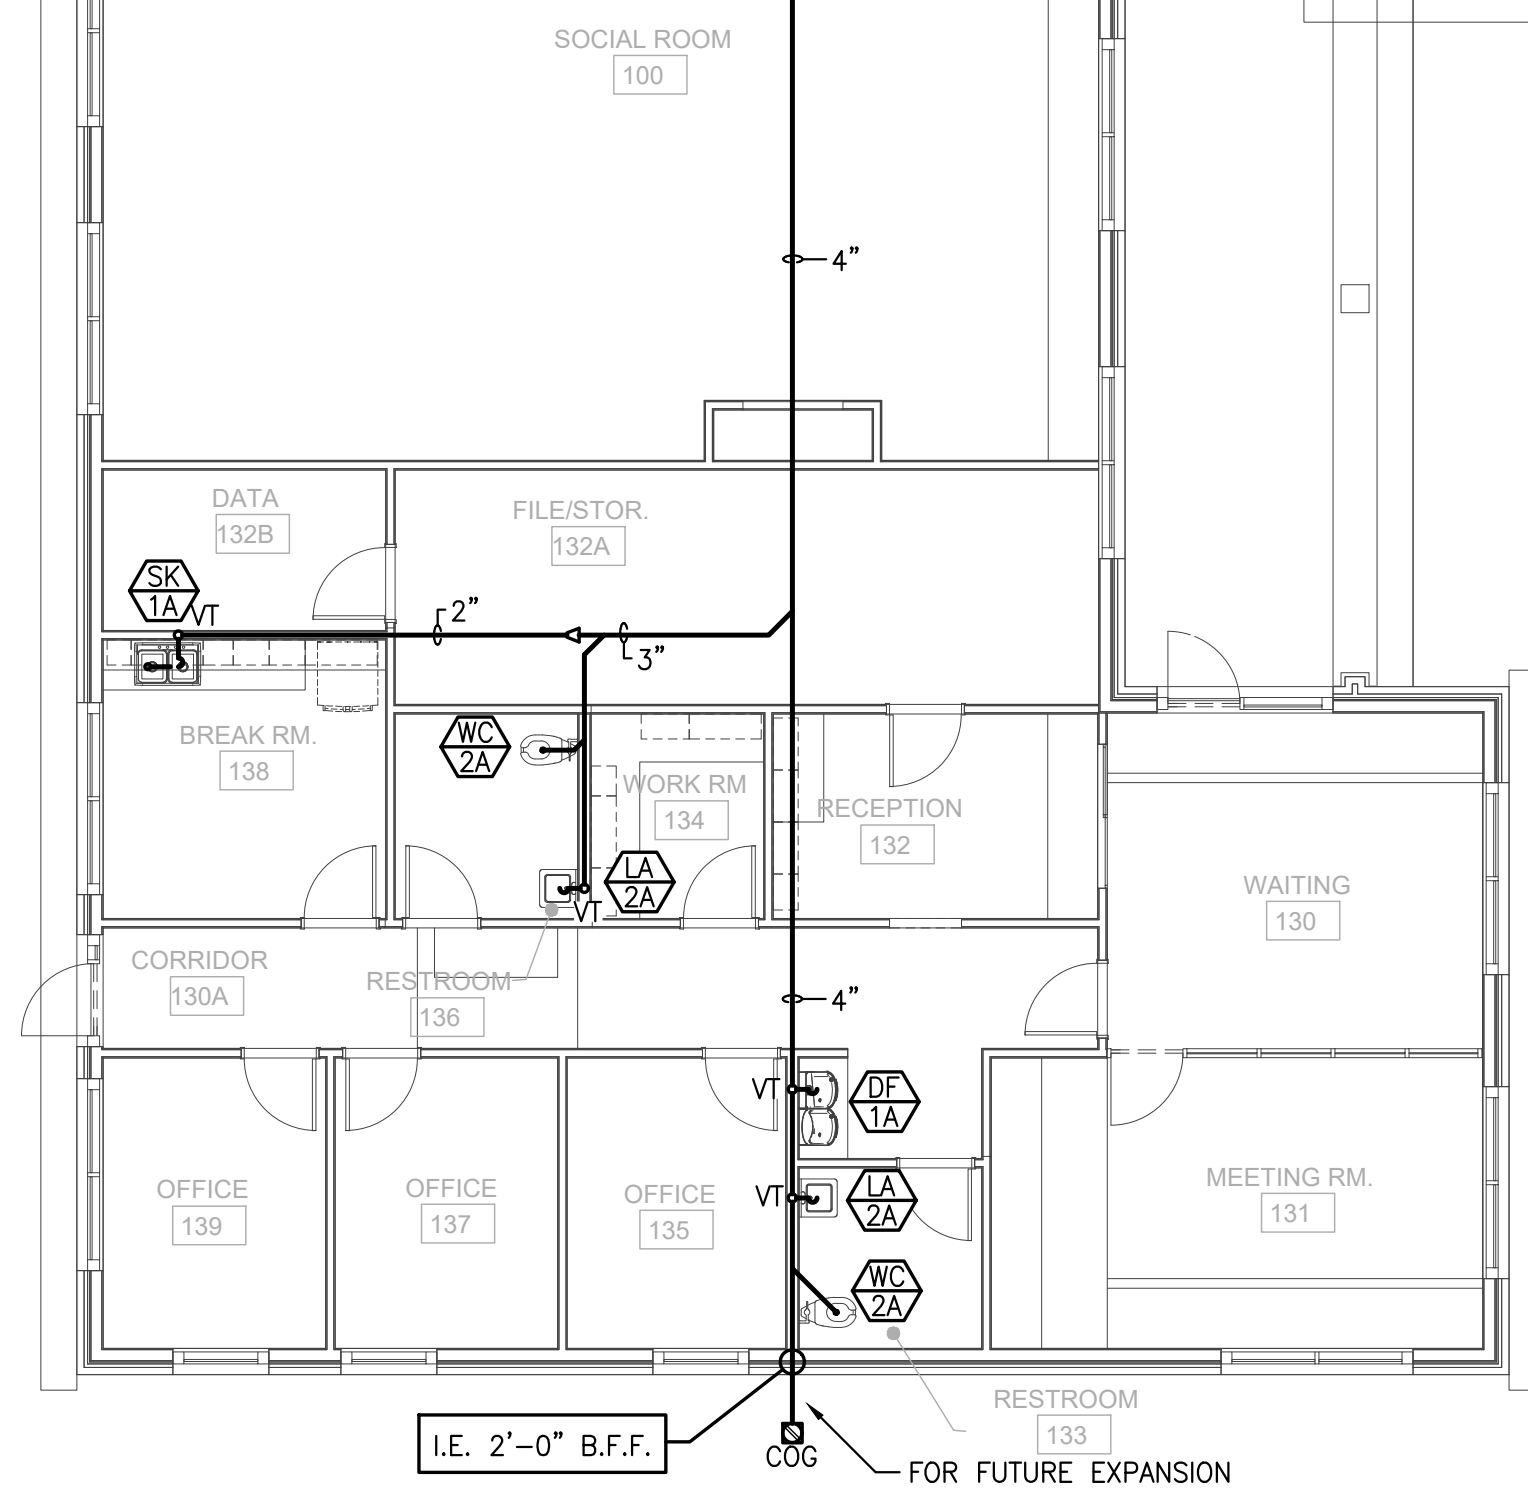 SOCIAL ROOM
100
4”
DATA
132B
FILE/STOR.
132A
SK
1A
VT
2”
3”
BREAK RM.
138
WC
2A
WORK RM
134
RECEPTION
132
LA
2A
VT
WAITING
130
CORRIDOR
130A
RESTROOM
136
4”
VT
DF
1A
OFFICE
139
OFFICE
137
OFFICE
135
VT
LA
2A
MEETING RM.
131
WC
2A
RESTROOM
133
I.E. 2’-0” B.F.F.
COG
FOR FUTURE EXPANSION